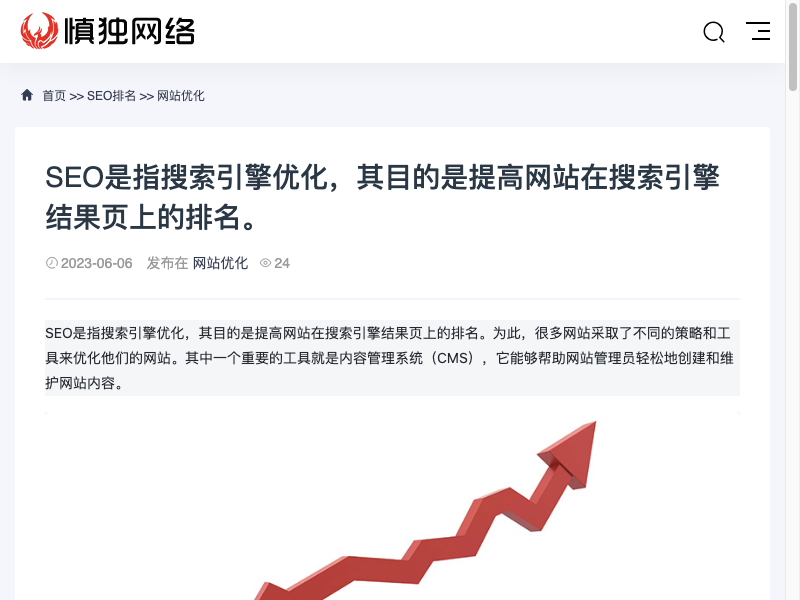 慎独网络
首页 >> SEO排名 >> 网站优化
SEO是指搜索引擎优化，其目的是提高网站在搜索引擎
结果页上的排名。
2023-06-06 发布在 网站优化 24
SEO是指搜索引擎优化，其目的是提高网站在搜索引擎结果页上的排名。为此，很多网站采取了不同的策略和工
具来优化他们的网站。其中一个重要的工具就是内容管理系统（CMS），它能够帮助网站管理员轻松地创建和维
护网站内容。